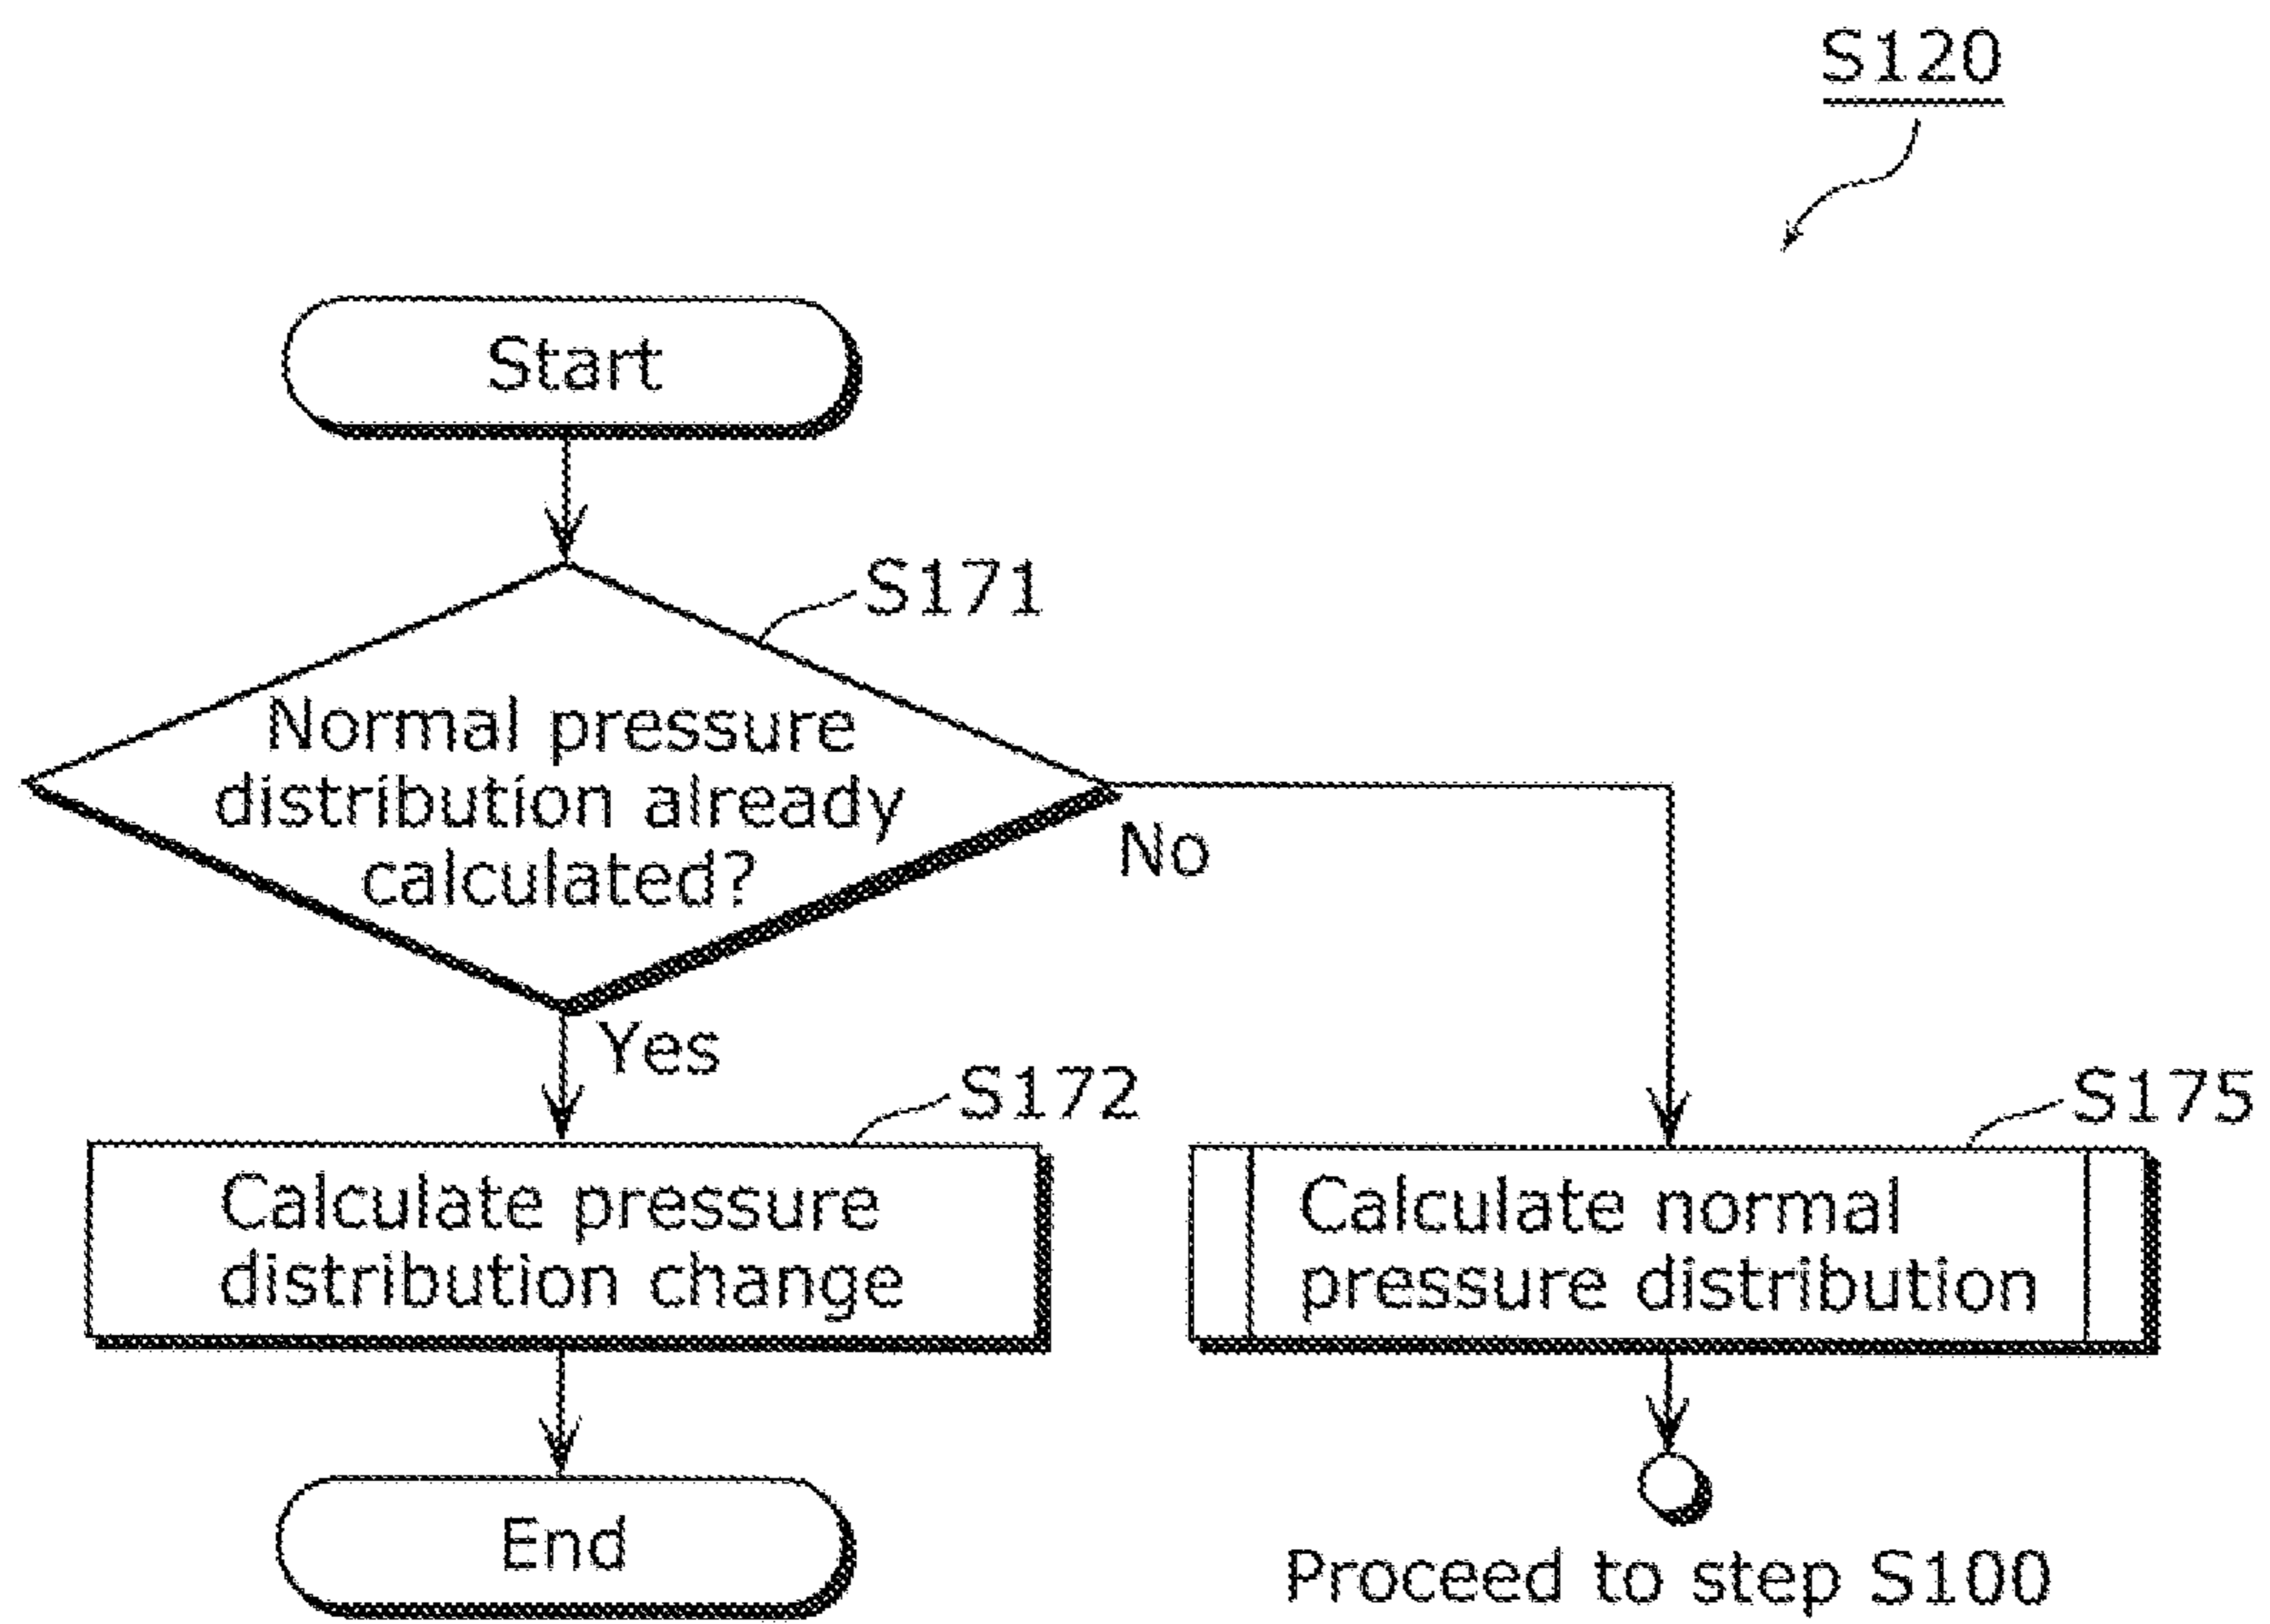 S120
Start
S171
Normal pressure
distribution already
calculated?
No
Yes
S172
Calculate pressure
distribution change
S175
Calculate normal
pressure distribution
End
Proceed to step S100